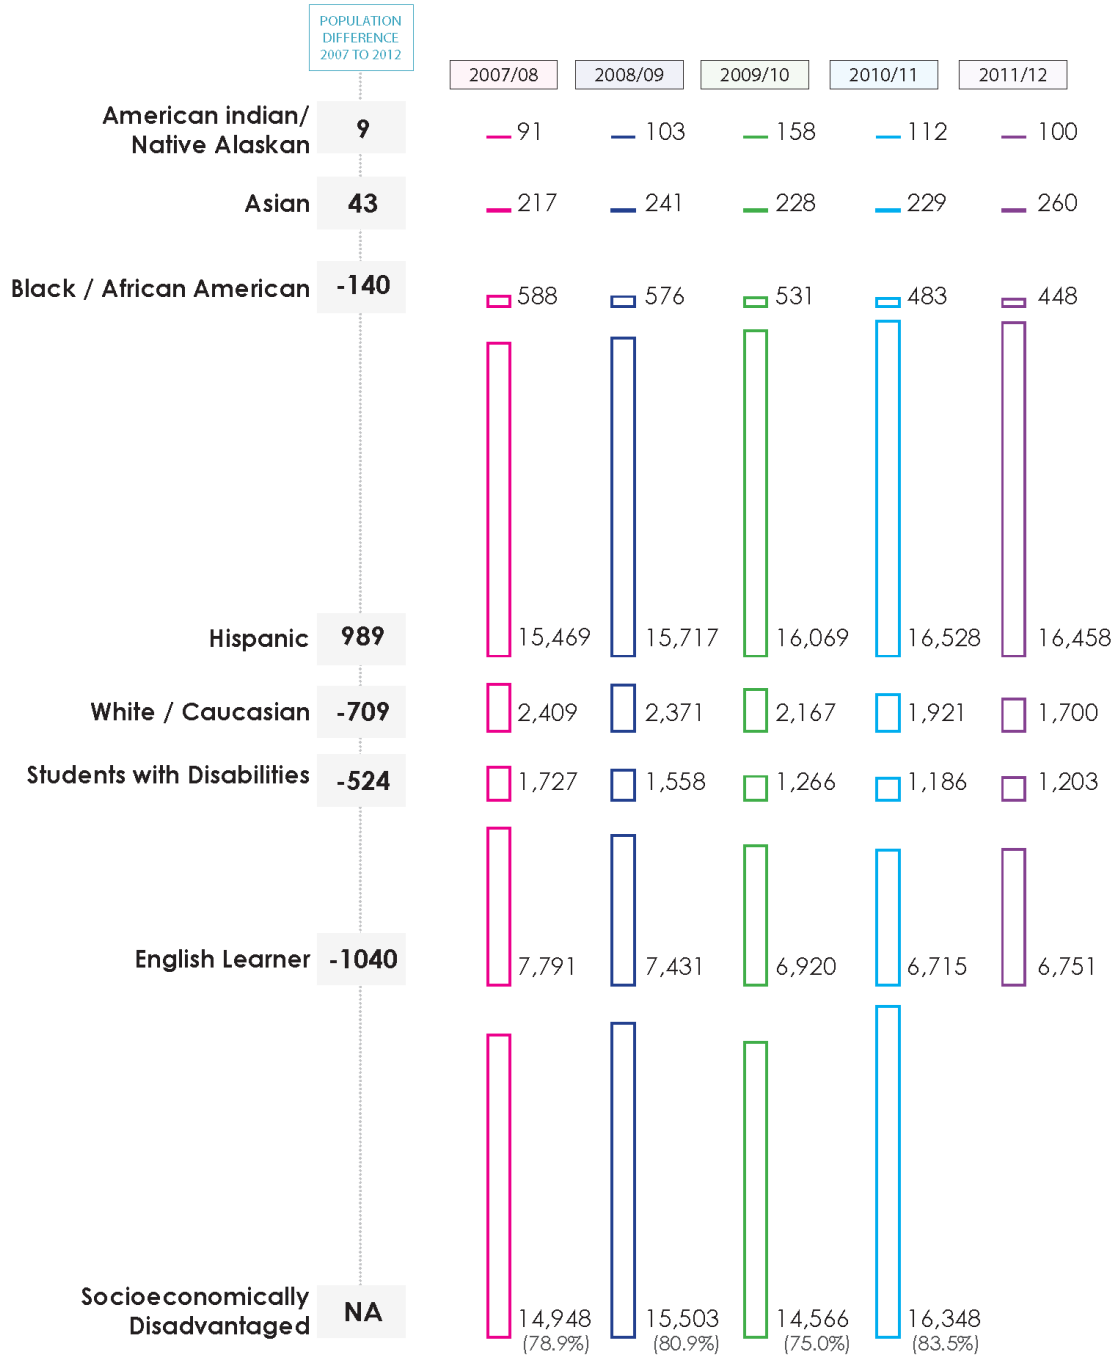 POPULATION
DIFFERENCE
2007 TO 2012
2007/08 2008/09 2009/10 2010/11 2011/12
American indian/
Native Alaskan 9 91 103 158 112 100
Asian 43 217 241 228 229 260
Black / African American -140 588 576 531 483 448
Hispanic 989 15,469 15,717 16,069 16,528 16,458
White / Caucasian -709 2,409 2,371 2,167 1,921 1,700
Students with Disabilities -524 1,727 1,558 1,266 1,186 1,203
English Learner -1040 7,791 7,431 6,920 6,715 6,751
Socioeconomically
Disadvantaged NA 14,948 15,503 14,566 16,348
(78.9%) (80.9%) (75.0%) (83.5%)